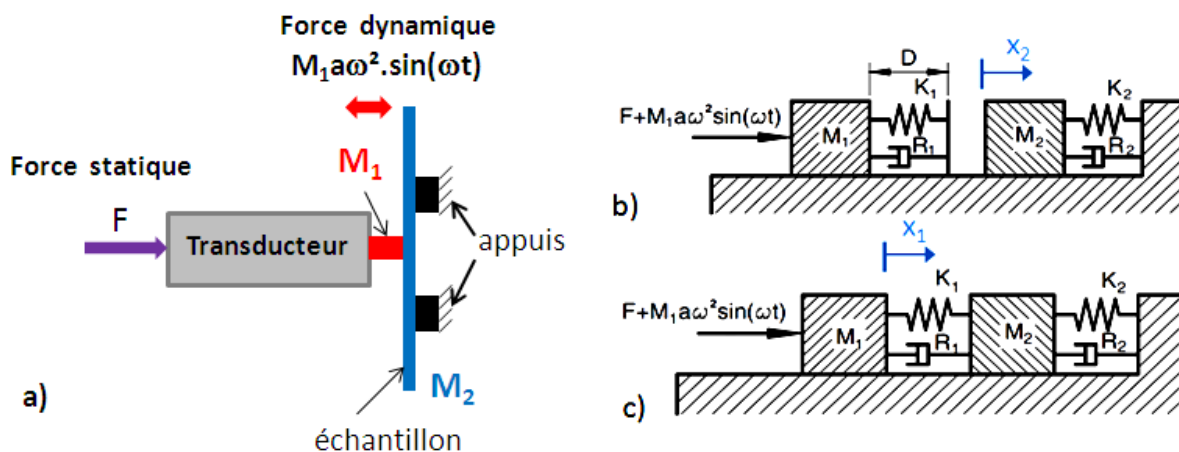 Force dynamique
M₁aω².sin(ωt)
Force statique
F
M₁
Transducteur
appuis
M₂
a)
échantillon
x₂
D
K₁
K₂
F+M₁aω²sin(ωt)
M₁
R₁
M₂
R₂
b)
x₁
K₁
K₂
F+M₁aω²sin(ωt)
M₁
R₁
M₂
R₂
c)